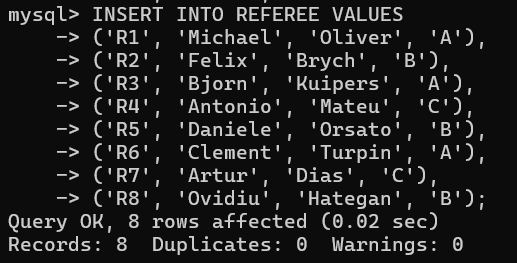 mysql> INSERT INTO REFEREE VALUES
    -> ('R1', 'Michael', 'Oliver', 'A'),
    -> ('R2', 'Felix', 'Brych', 'B'),
    -> ('R3', 'Bjorn', 'Kuipers', 'A'),
    -> ('R4', 'Antonio', 'Mateu', 'C'),
    -> ('R5', 'Daniele', 'Orsato', 'B'),
    -> ('R6', 'Clement', 'Turpin', 'A'),
    -> ('R7', 'Artur', 'Dias', 'C'),
    -> ('R8', 'Ovidiu', 'Hategan', 'B');
Query OK, 8 rows affected (0.02 sec)
Records: 8  Duplicates: 0  Warnings: 0